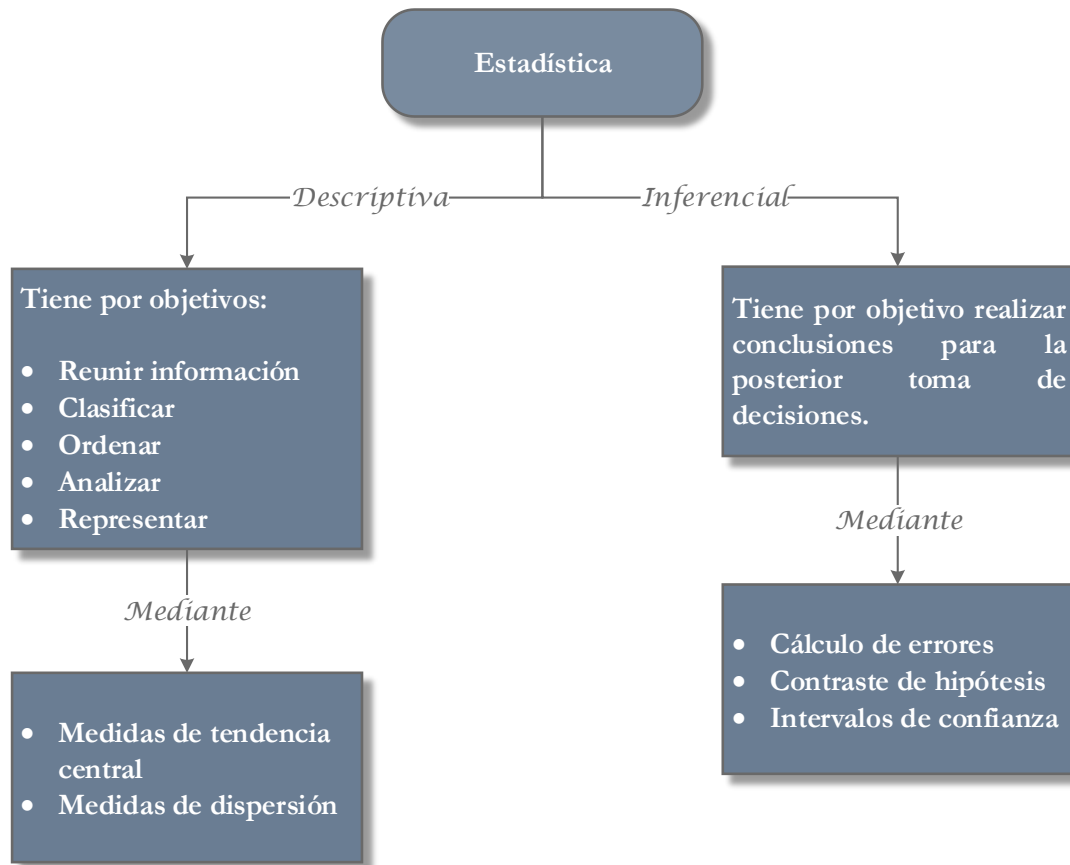 Estadística
Descriptiva
Inferencial
Tiene por objetivos:
• Reunir información
• Clasificar
• Ordenar
• Analizar
• Representar
Mediante
• Medidas de tendencia
central
• Medidas de dispersión
Tiene por objetivo realizar
conclusiones para la
posterior toma de
decisiones.
Mediante
• Cálculo de errores
• Contraste de hipótesis
• Intervalos de confianza